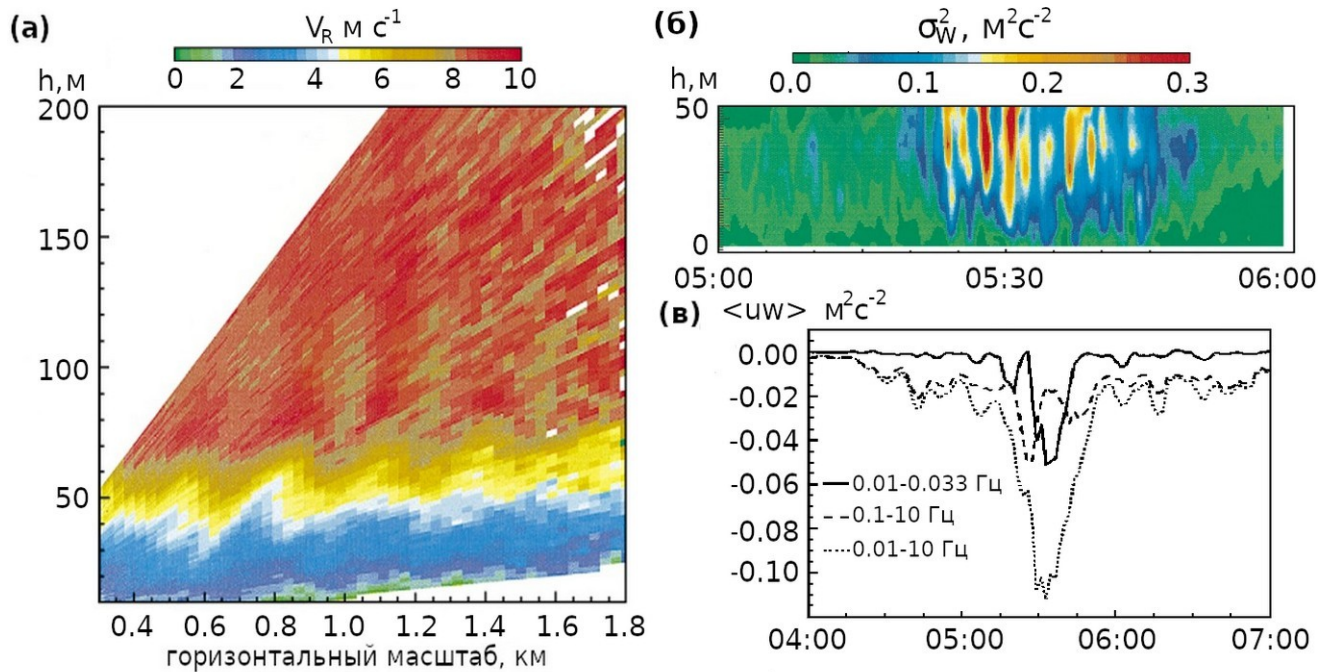 (а)
V_R м с⁻¹
0 2 4 6 8 10
h, м
200
150
100
50
0.4 0.6 0.8 1.0 1.2 1.4 1.6 1.8
горизонтальный масштаб, км
(б)
σ²_W, м²с⁻²
0.0 0.1 0.2 0.3
h, м
50
0
05:00 05:30 06:00
(в) <uw> м²с⁻²
0.00
-0.02
-0.04
-0.06
-0.08
-0.10
0.01-0.033 Гц
0.1-10 Гц
0.01-10 Гц
04:00 05:00 06:00 07:00